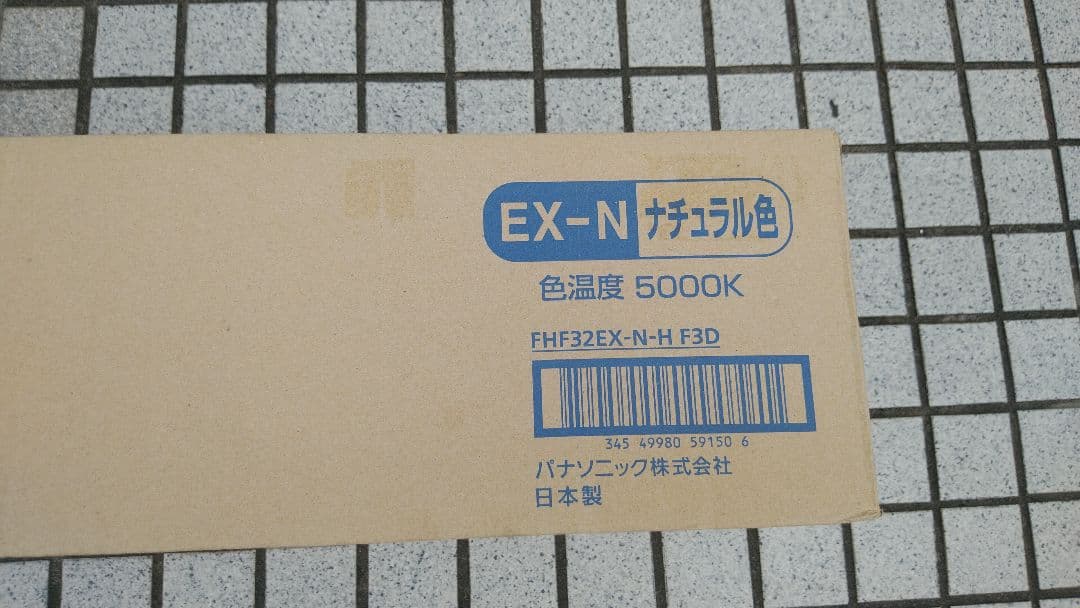 EX-N ナチュラル色
色温度 5000K
FHF32EX-N-H F3D
345 49980 59150 6
パナソニック株式会社
日本製